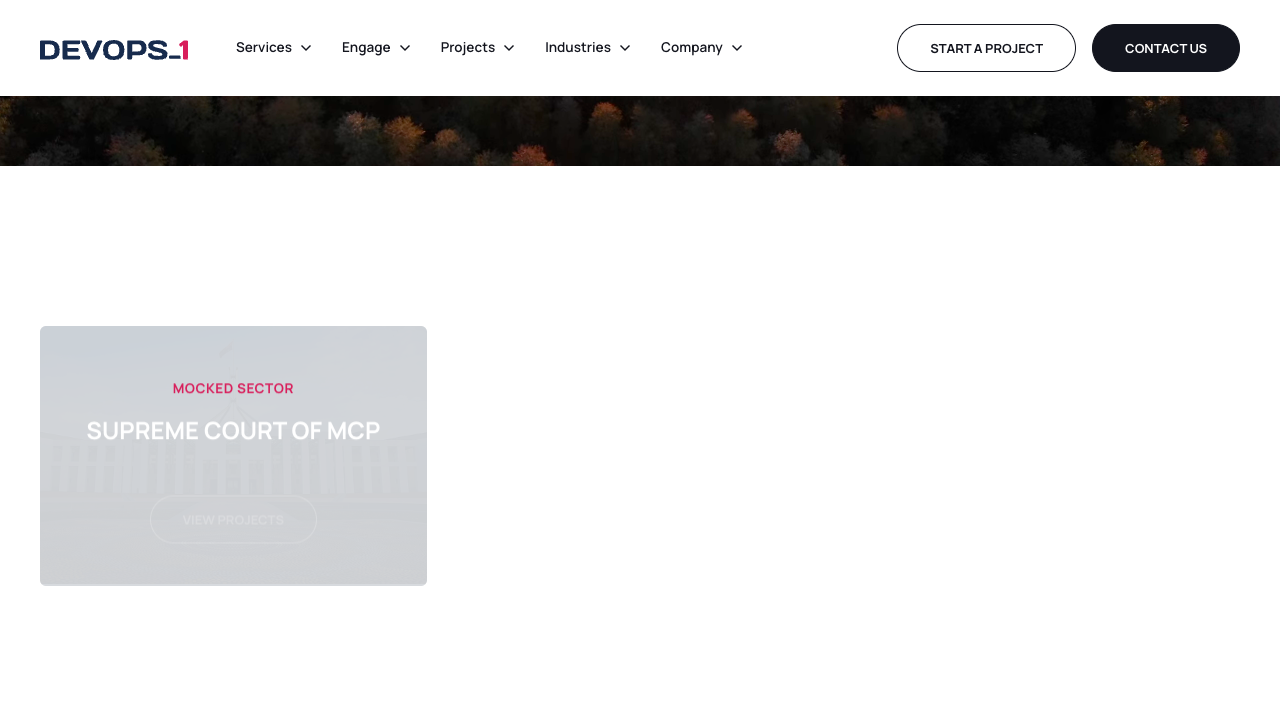 DEVOPS_1
Services
Engage
Projects
Industries
Company
START A PROJECT
CONTACT US
MOCKED SECTOR
SUPREME COURT OF MCP
VIEW PROJECTS